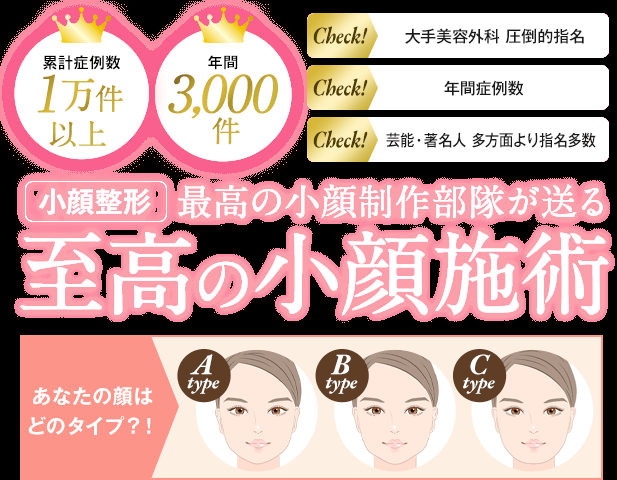 累計症例数
1万件
以上
年間
3,000
件
Check! 大手美容外科 圧倒的指名
Check! 年間症例数
Check! 芸能・著名人 多方面より指名多数
小顔整形 最高の小顔制作部隊が送る
至高の小顔施術
あなたの顔は
どのタイプ？!
A
type
B
type
C
type